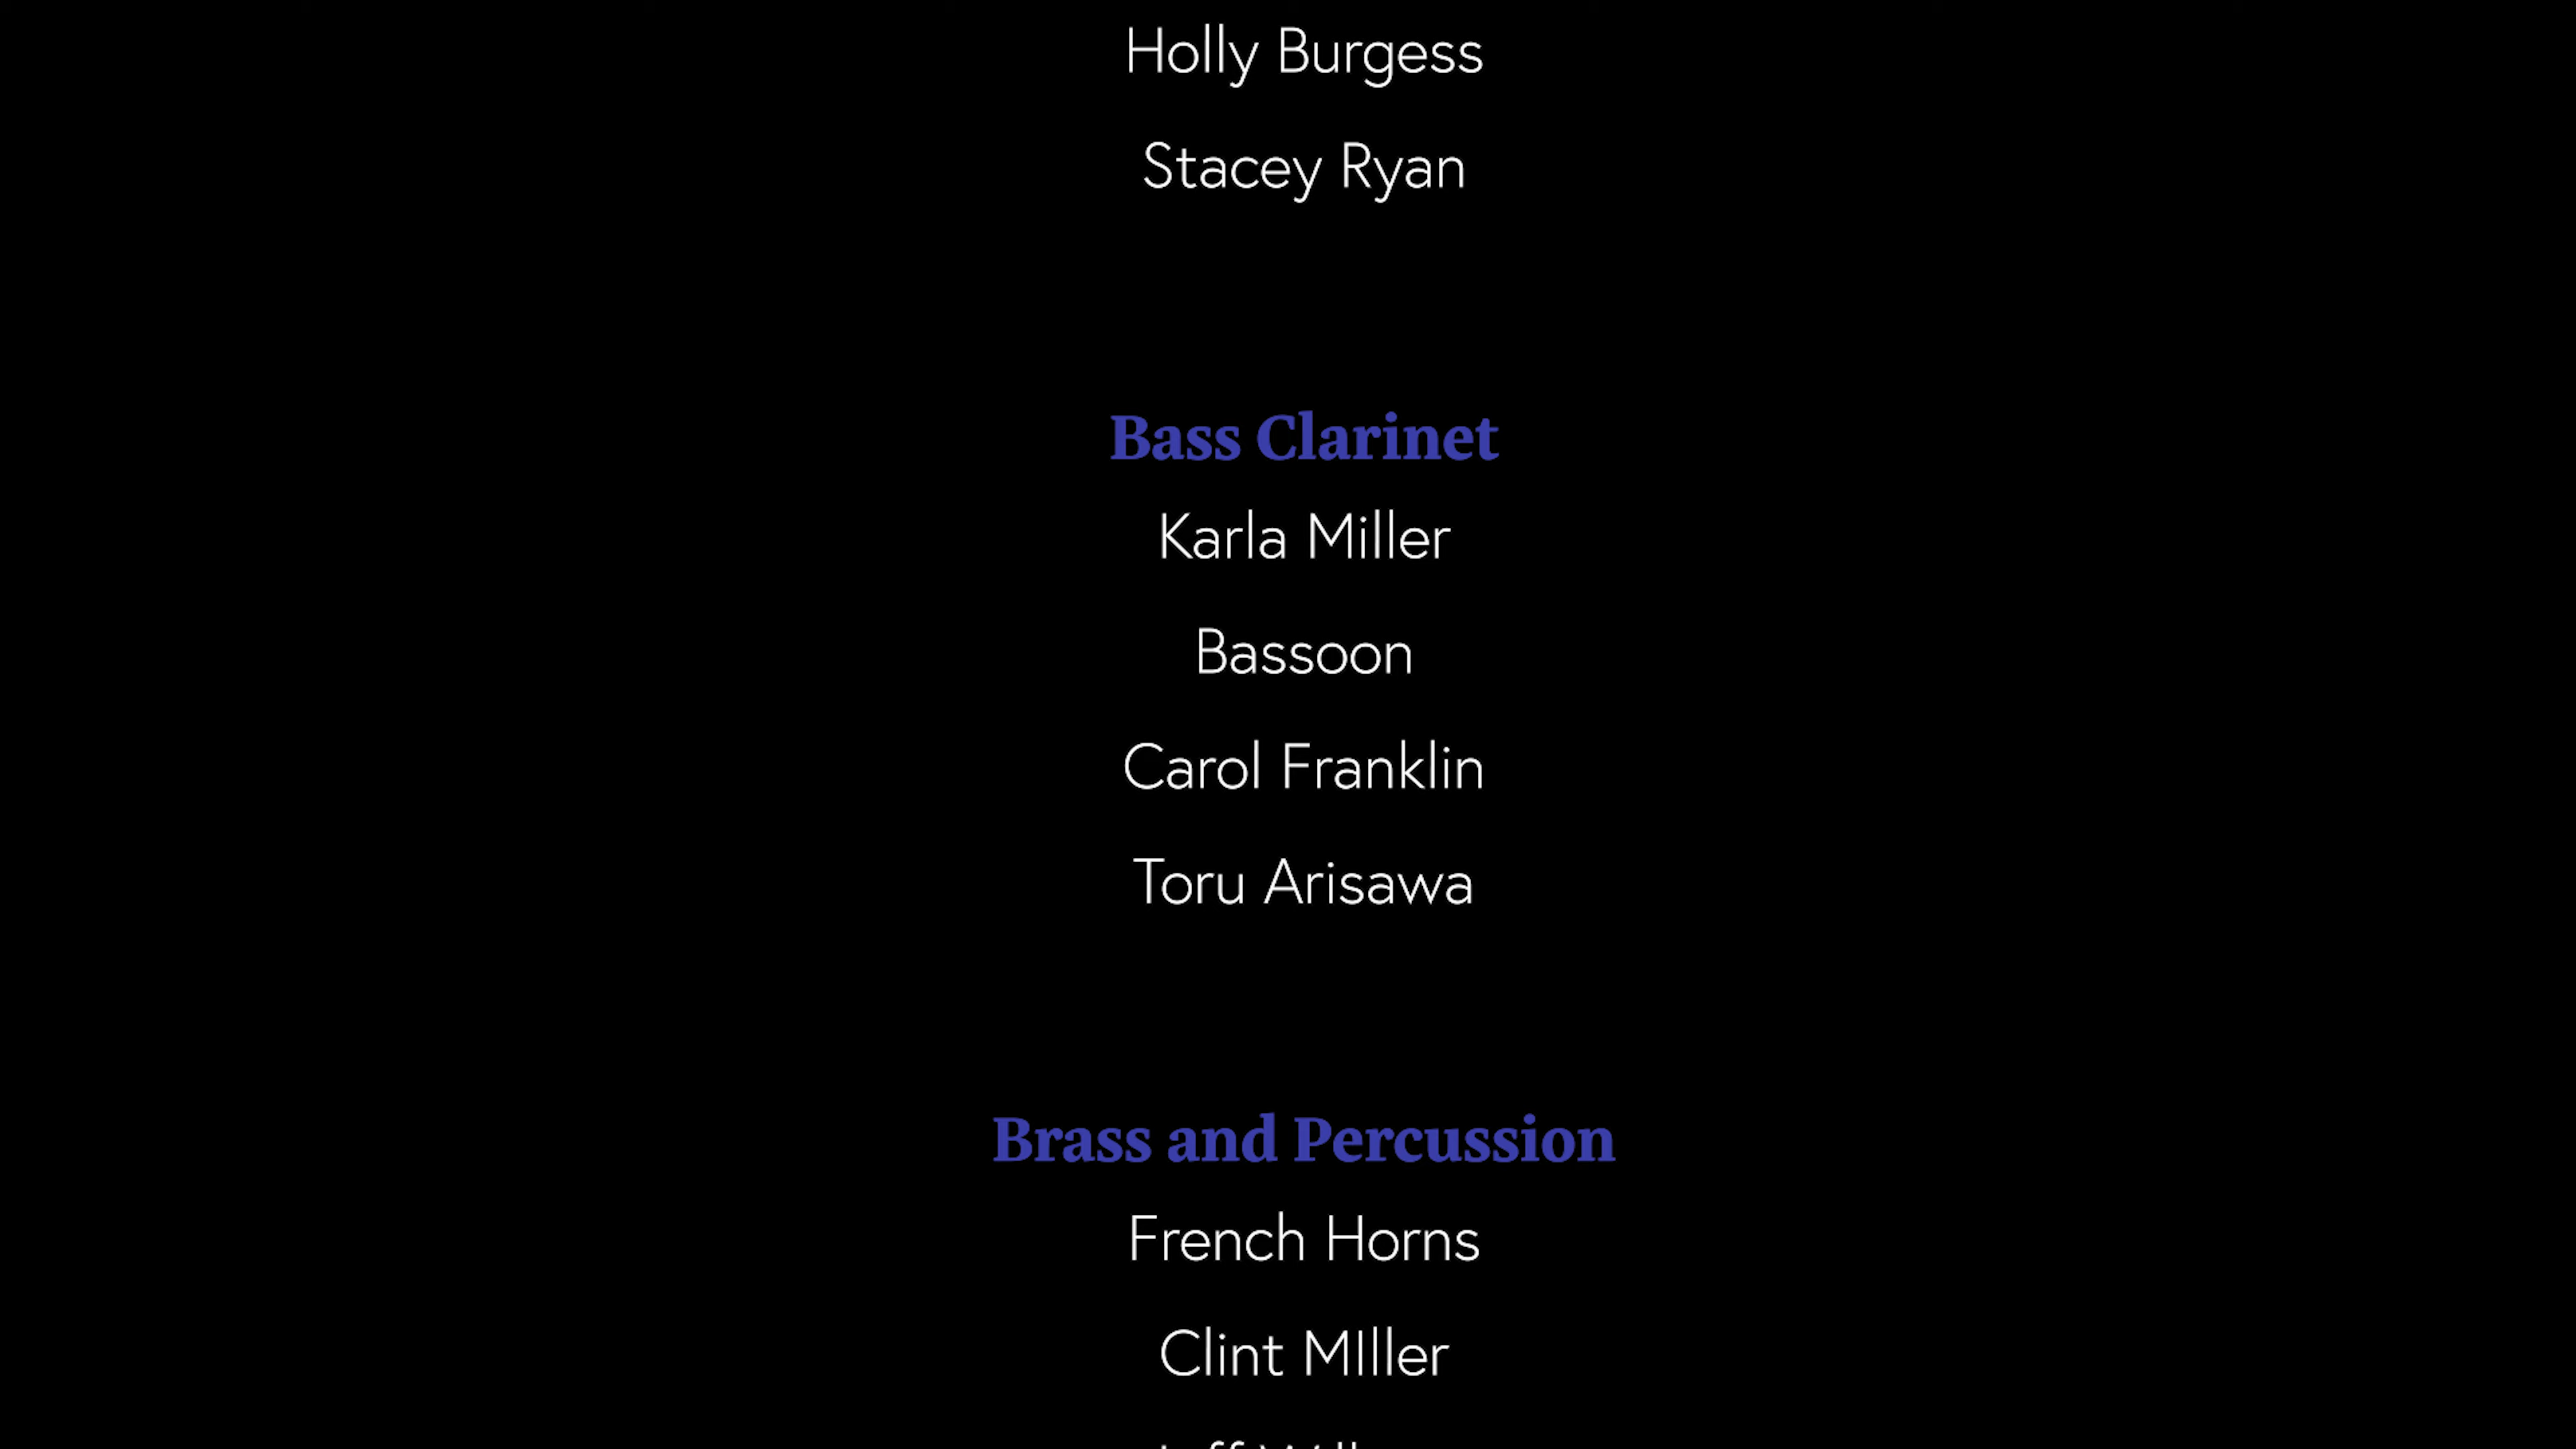 Holly Burgess
Stacey Ryan
Bass Clarinet
Karla Miller
Bassoon
Carol Franklin
Toru Arisawa
Brass and Percussion
French Horns
Clint MIller